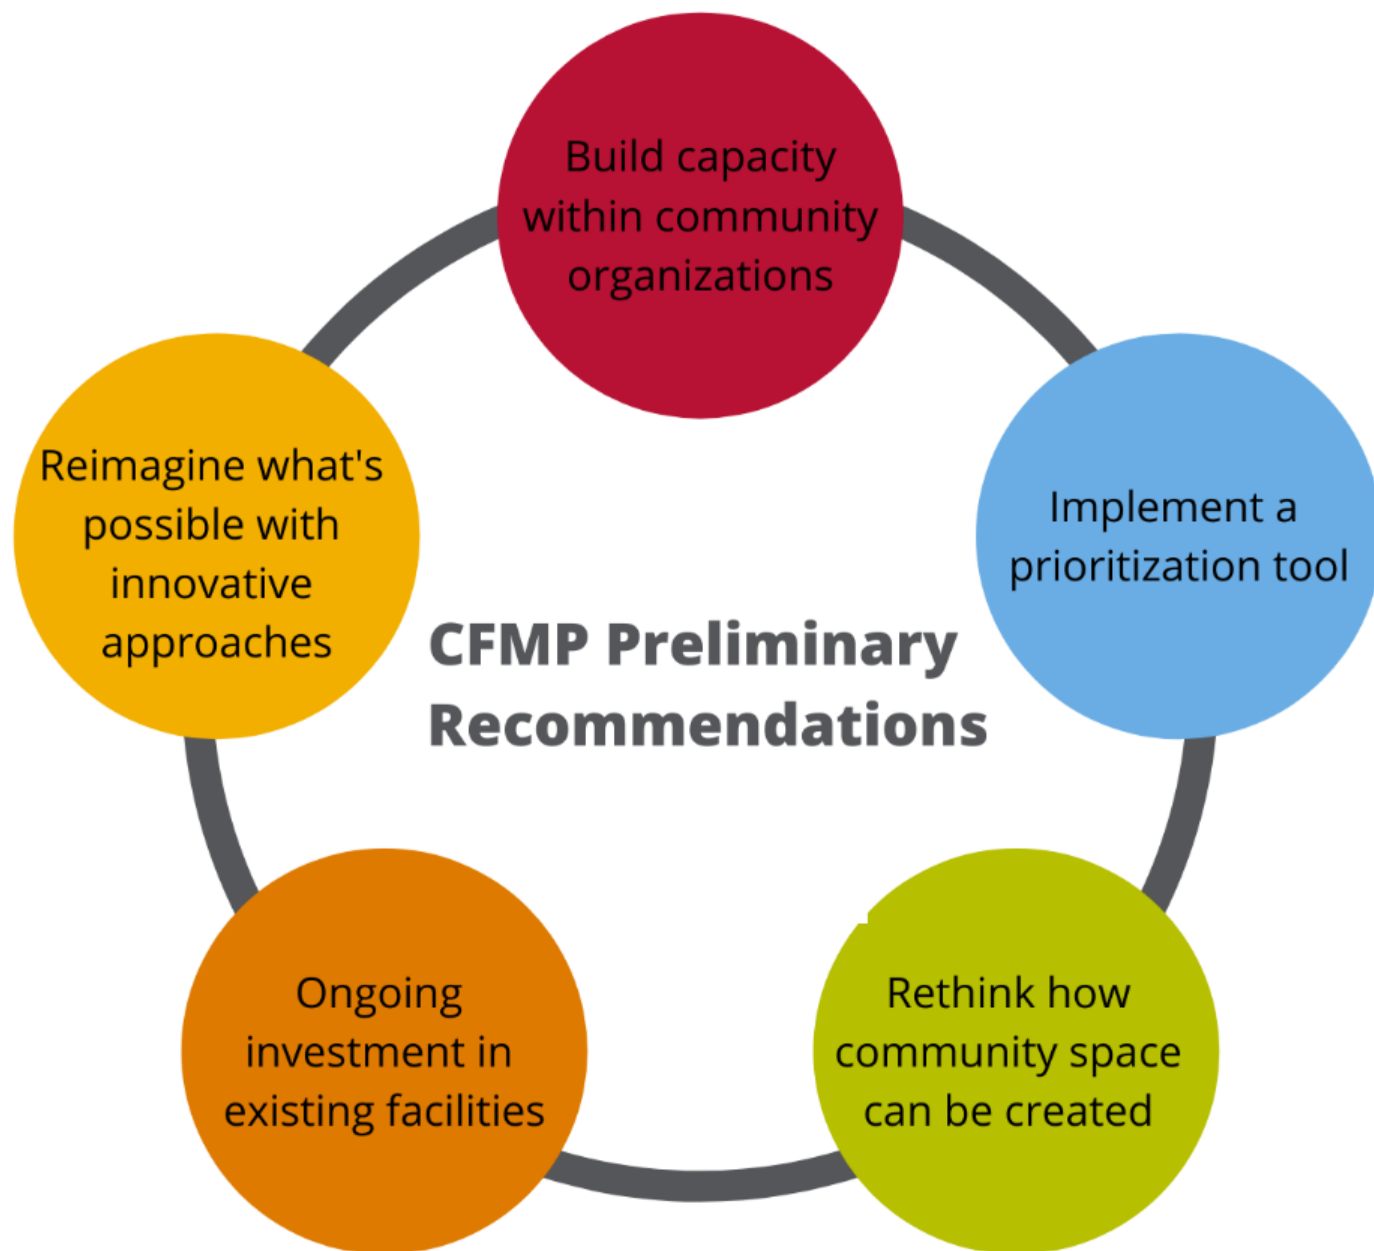 Build capacity
within community
organizations
Implement a
prioritization tool
Rethink how
community space
can be created
Ongoing
investment in
existing facilities
Reimagine what's
possible with
innovative
approaches
CFMP Preliminary
Recommendations